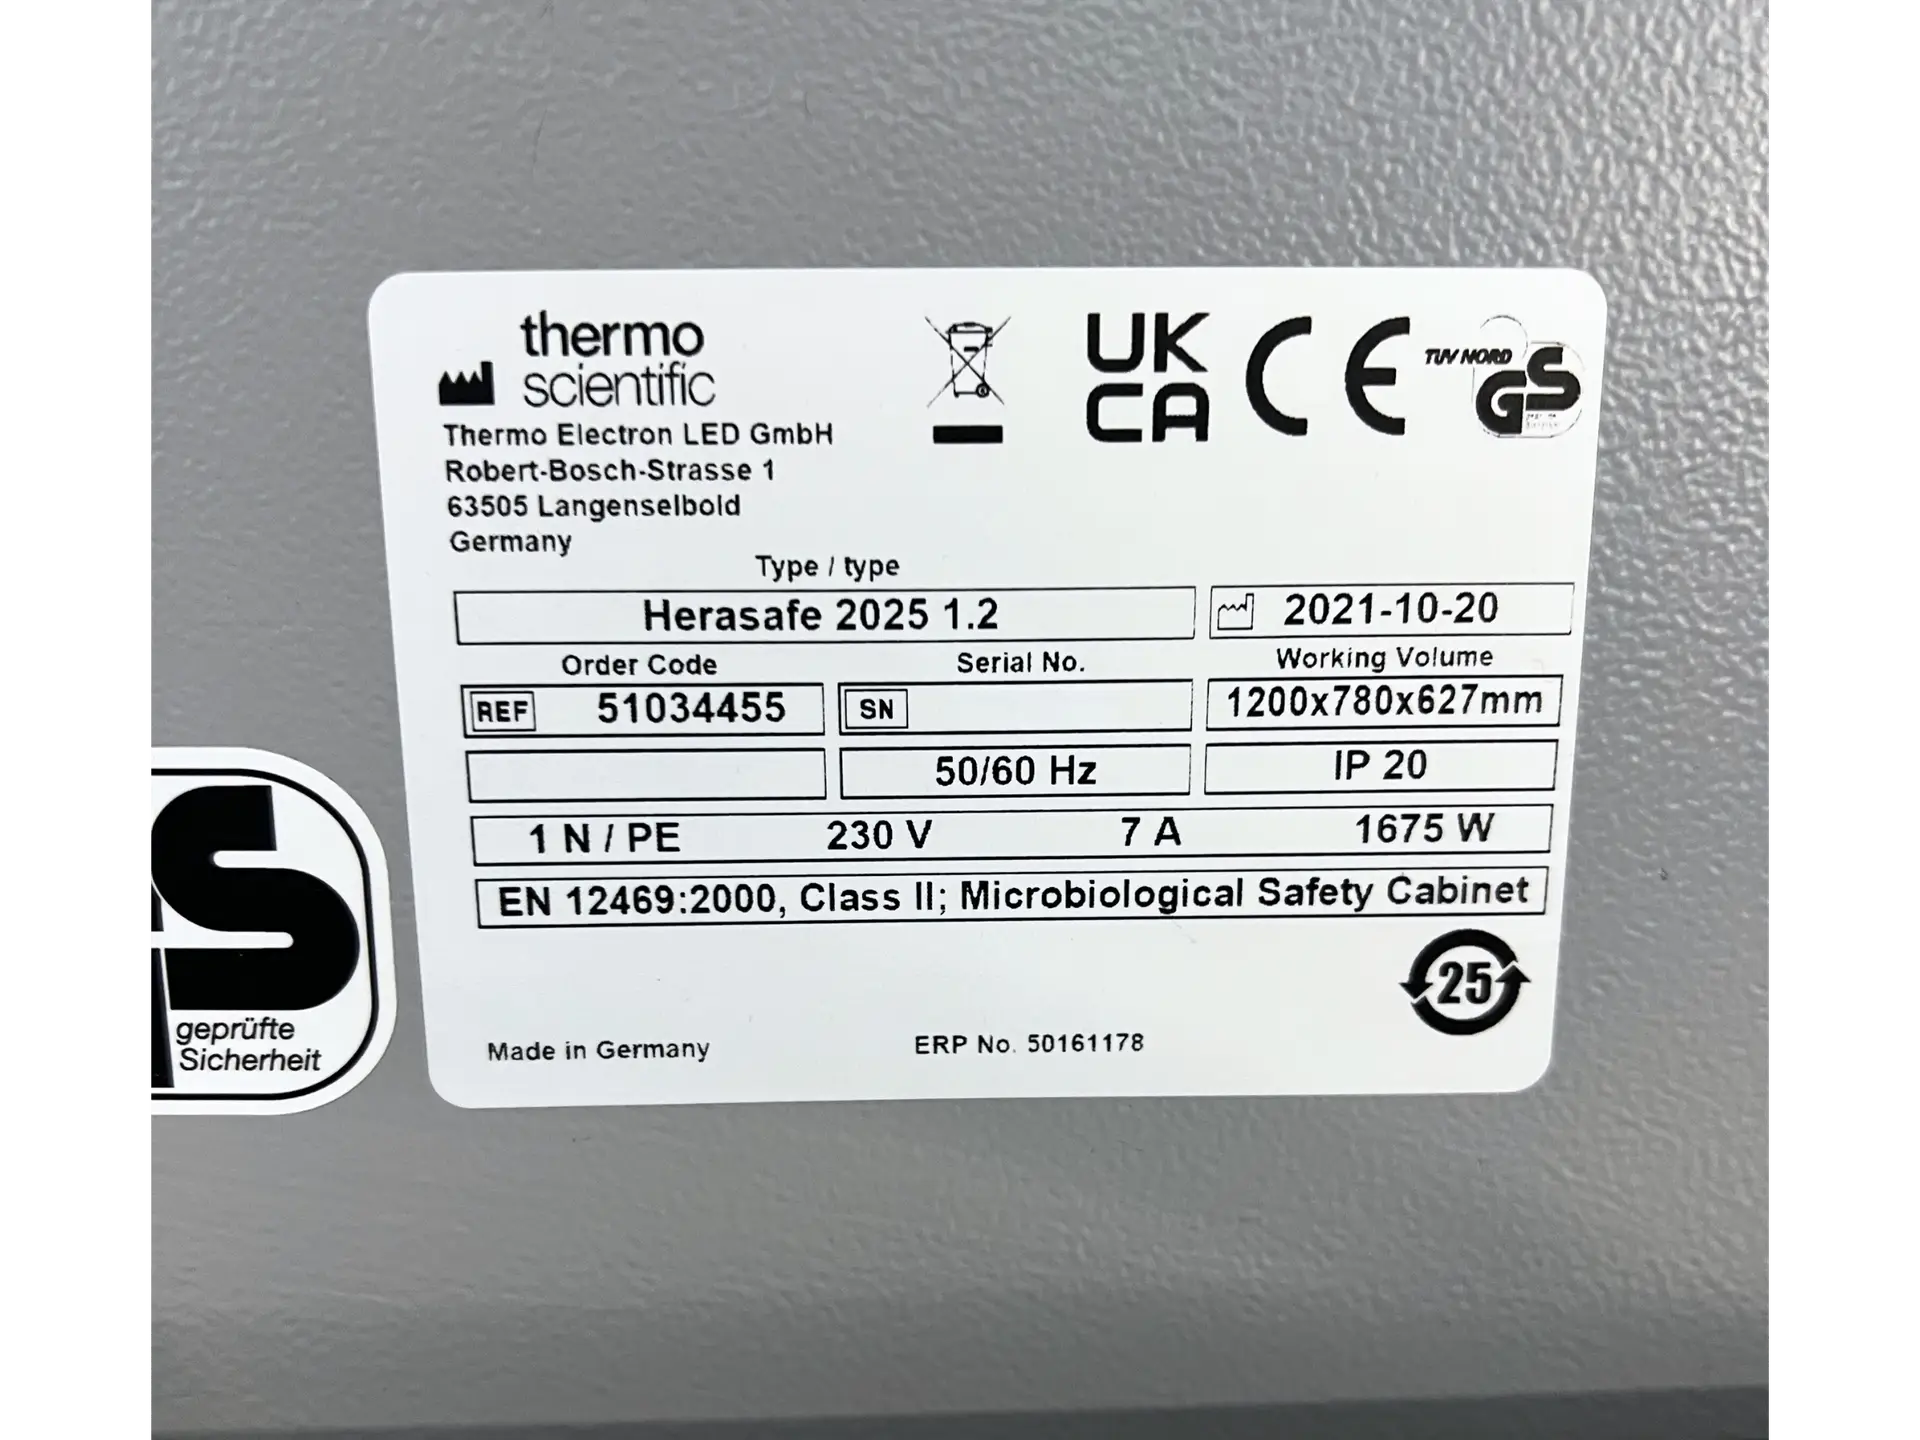 thermo
scientific
Thermo Electron LED GmbH
Robert-Bosch-Strasse 1
63505 Langenselbold
Germany
UK
CA
CE
TUV NORD
GS
Type / type
Herasafe 2025 1.2
2021-10-20
Order Code
Serial No.
Working Volume
REF 51034455
SN
1200x780x627mm
50/60 Hz
IP 20
1 N / PE 230 V 7 A 1675 W
EN 12469:2000, Class II; Microbiological Safety Cabinet
25
Made in Germany
ERP No. 50161178
S
geprüfte
Sicherheit